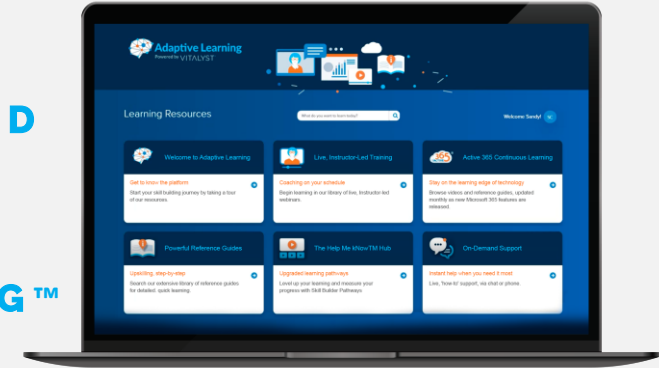 D
G ™
Adaptive Learning
Powered by VITALYST
Learning Resources
What do you want to learn today?
Welcome Sandy!
Welcome to Adaptive Learning
Live, Instructor-Led Training
365
Active 365 Continuous Learning
Get to know the platform
Coaching on your schedule
Stay on the learning edge of technology
Start your skill building journey by taking a tour
of our resources.
Begin learning in our library of live, Instructor-led
webinars.
Browse videos and reference guides, updated
monthly as new Microsoft 365 features are
released.
Powerful Reference Guides
The Help Me kNowTM Hub
On-Demand Support
Upskilling, step-by-step
Upgraded learning pathways
Instant help when you need it most
Search our extensive library of reference guides
for detailed, quick learning.
Level up your learning and measure your
progress with Skill Builder Pathways
Live, 'how-to' support, via chat or phone.